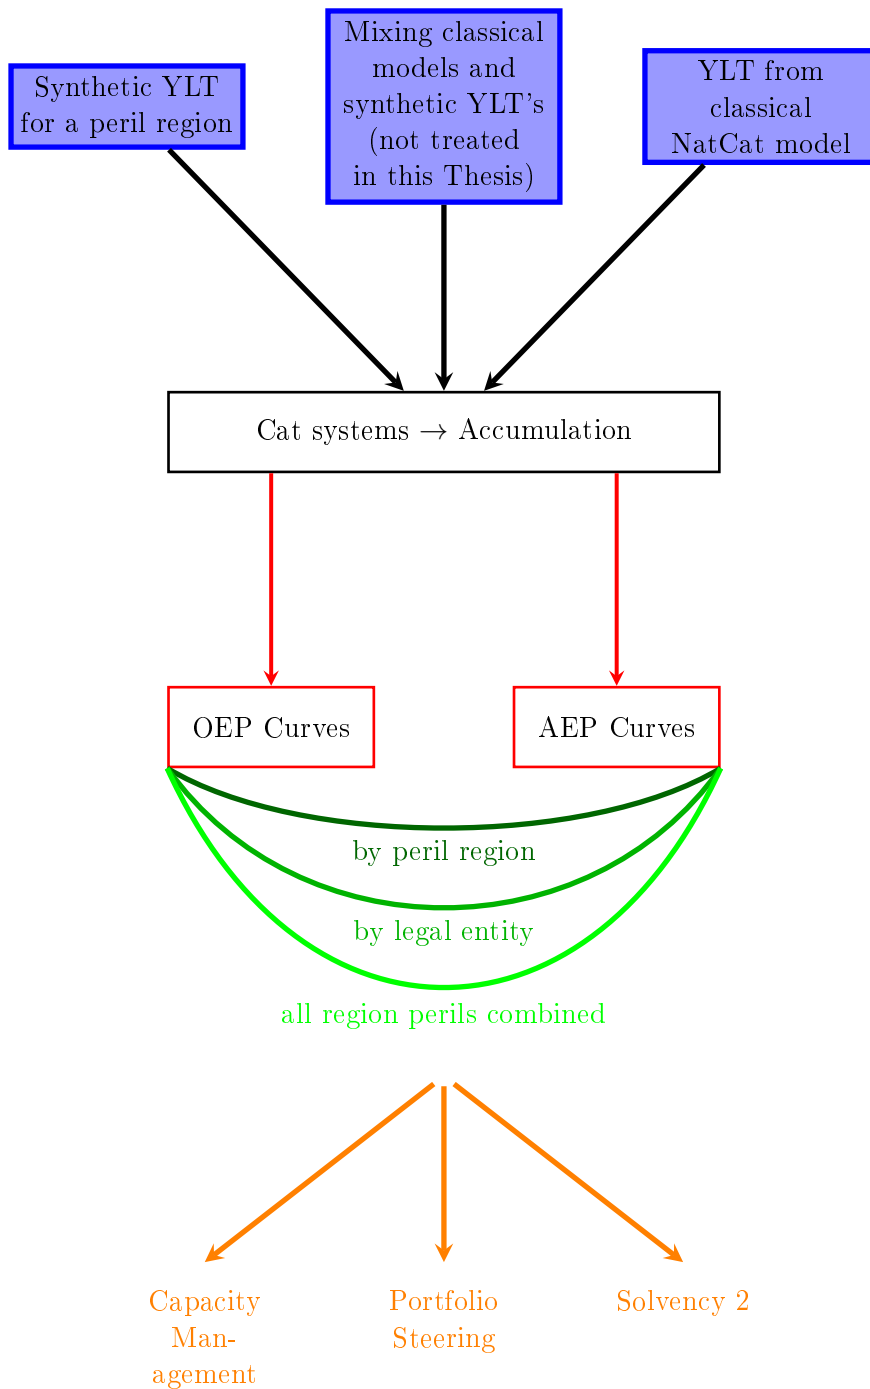 Synthetic YLT
for a peril region
Mixing classical
models and
synthetic YLT's
(not treated
in this Thesis)
YLT from
classical
NatCat model
Cat systems → Accumulation
OEP Curves
AEP Curves
by peril region
by legal entity
all region perils combined
Capacity
Man-
agement
Portfolio
Steering
Solvency 2